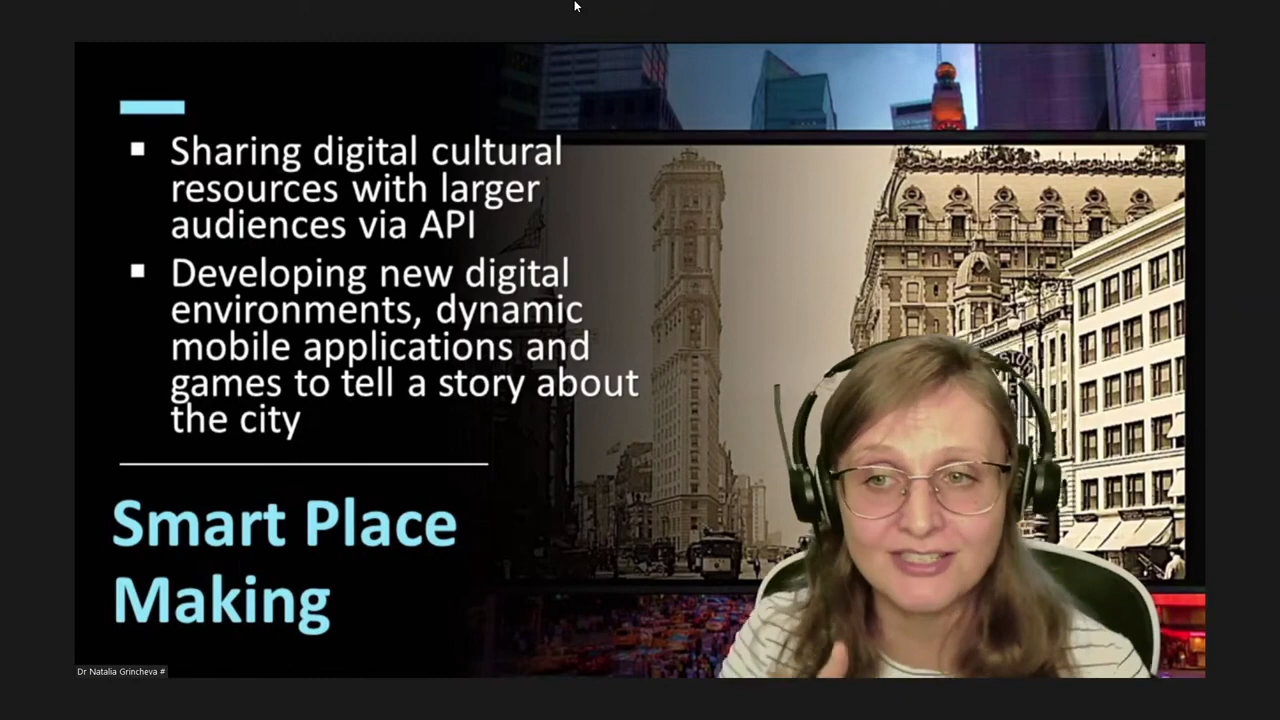 Sharing digital cultural
resources with larger
audiences via API
Developing new digital
environments, dynamic
mobile applications and
games to tell a story about
the city
Smart Place
Making
Dr Natalia Grincheva #